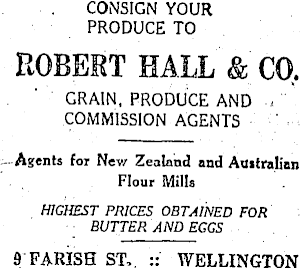 CONSIGN YOUR
PRODUCE TO
ROBERT HALL & CO.
GRAIN, PRODUCE AND
COMMISSION AGENTS
Agents for New Zealand and Australian
Flour Mills
HIGHEST PRICES OBTAINED FOR
BUTTER AND EGGS
9 FARISH ST. :: WELLINGTON